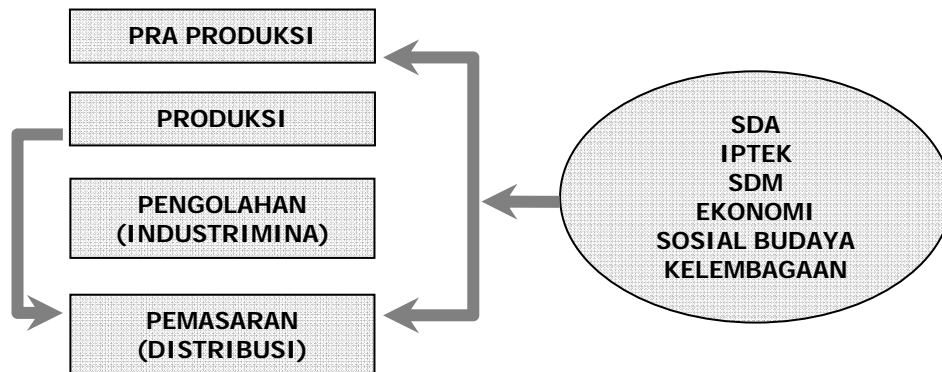 PRA PRODUKSI
PRODUKSI
PENGOLAHAN
(INDUSTRIMINA)
PEMASARAN
(DISTRIBUSI)
SDA
IPTEK
SDM
EKONOMI
SOSIAL BUDAYA
KELEMBAGAAN